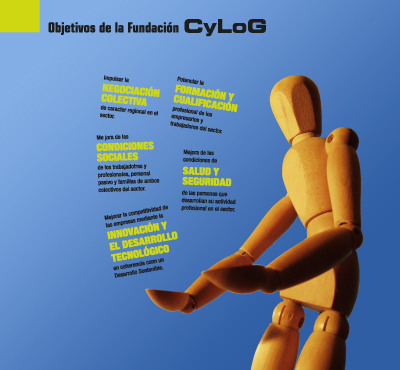 Objetivos de la Fundación CyLoG
Impulsar la
NEGOCIACIÓN
COLECTIVA
de caracter regional en el
sector.
Potenciar la
FORMACIÓN Y
CUALIFICACIÓN
profesional de los
empresarios y
trabajadores del sector.
Mejora de las
CONDICIONES
SOCIALES
de los trabajadores y
profesionales, personal
pasivo y familias de ambos
colectivos del sector.
Mejora de las
condiciones de
SALUD Y
SEGURIDAD
de las personas que
desarrollan su actividad
profesional en el sector.
Mejorar la competitividad de
las empresas mediante la
INNOVACIÓN Y
EL DESARROLLO
TECNOLÓGICO
en coherencia con un
Desarrollo Sostenible.